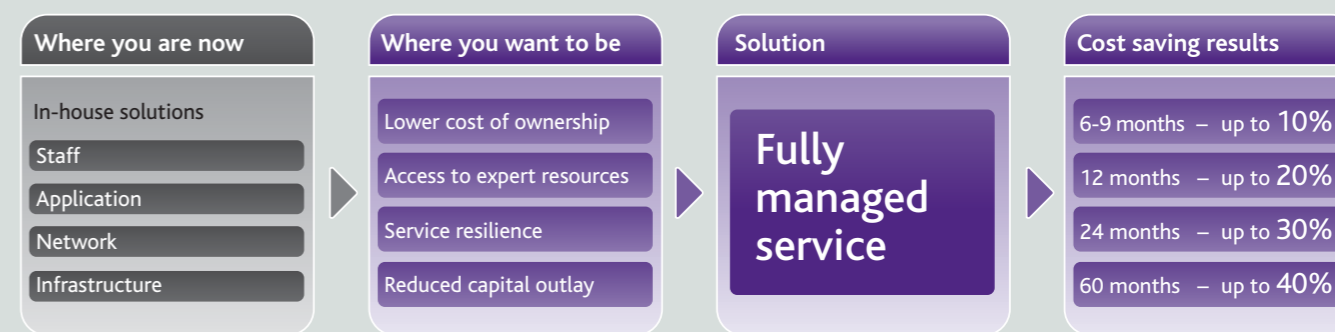 Where you are now
In-house solutions
Staff
Application
Network
Infrastructure
Where you want to be
Lower cost of ownership
Access to expert resources
Service resilience
Reduced capital outlay
Solution
Fully
managed
service
Cost saving results
6-9 months – up to 10%
12 months – up to 20%
24 months – up to 30%
60 months – up to 40%